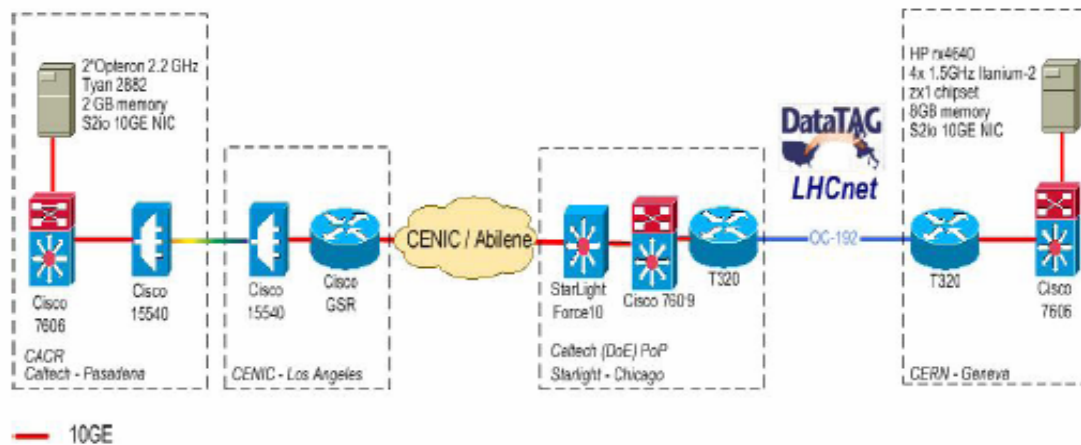 2*Opteron 2.2 GHz
Tyan 2882
2 GB memory
S2io 10GE NIC
Cisco
7606
Cisco
15540
CACR
Caltech - Pasadena
Cisco
15540
Cisco
GSR
CENIC - Los Angeles
CENIC / Abilene
StarLight
Force10
Cisco 7609
T320
Caltech (DoE) PoP
Starlight - Chicago
DataTAG
LHCnet
OC-192
HP rx4640
4x 1.5GHz Itanium-2
zx1 chipset
8GB memory
S2io 10GE NIC
T320
Cisco
7606
CERN - Geneva
10GE